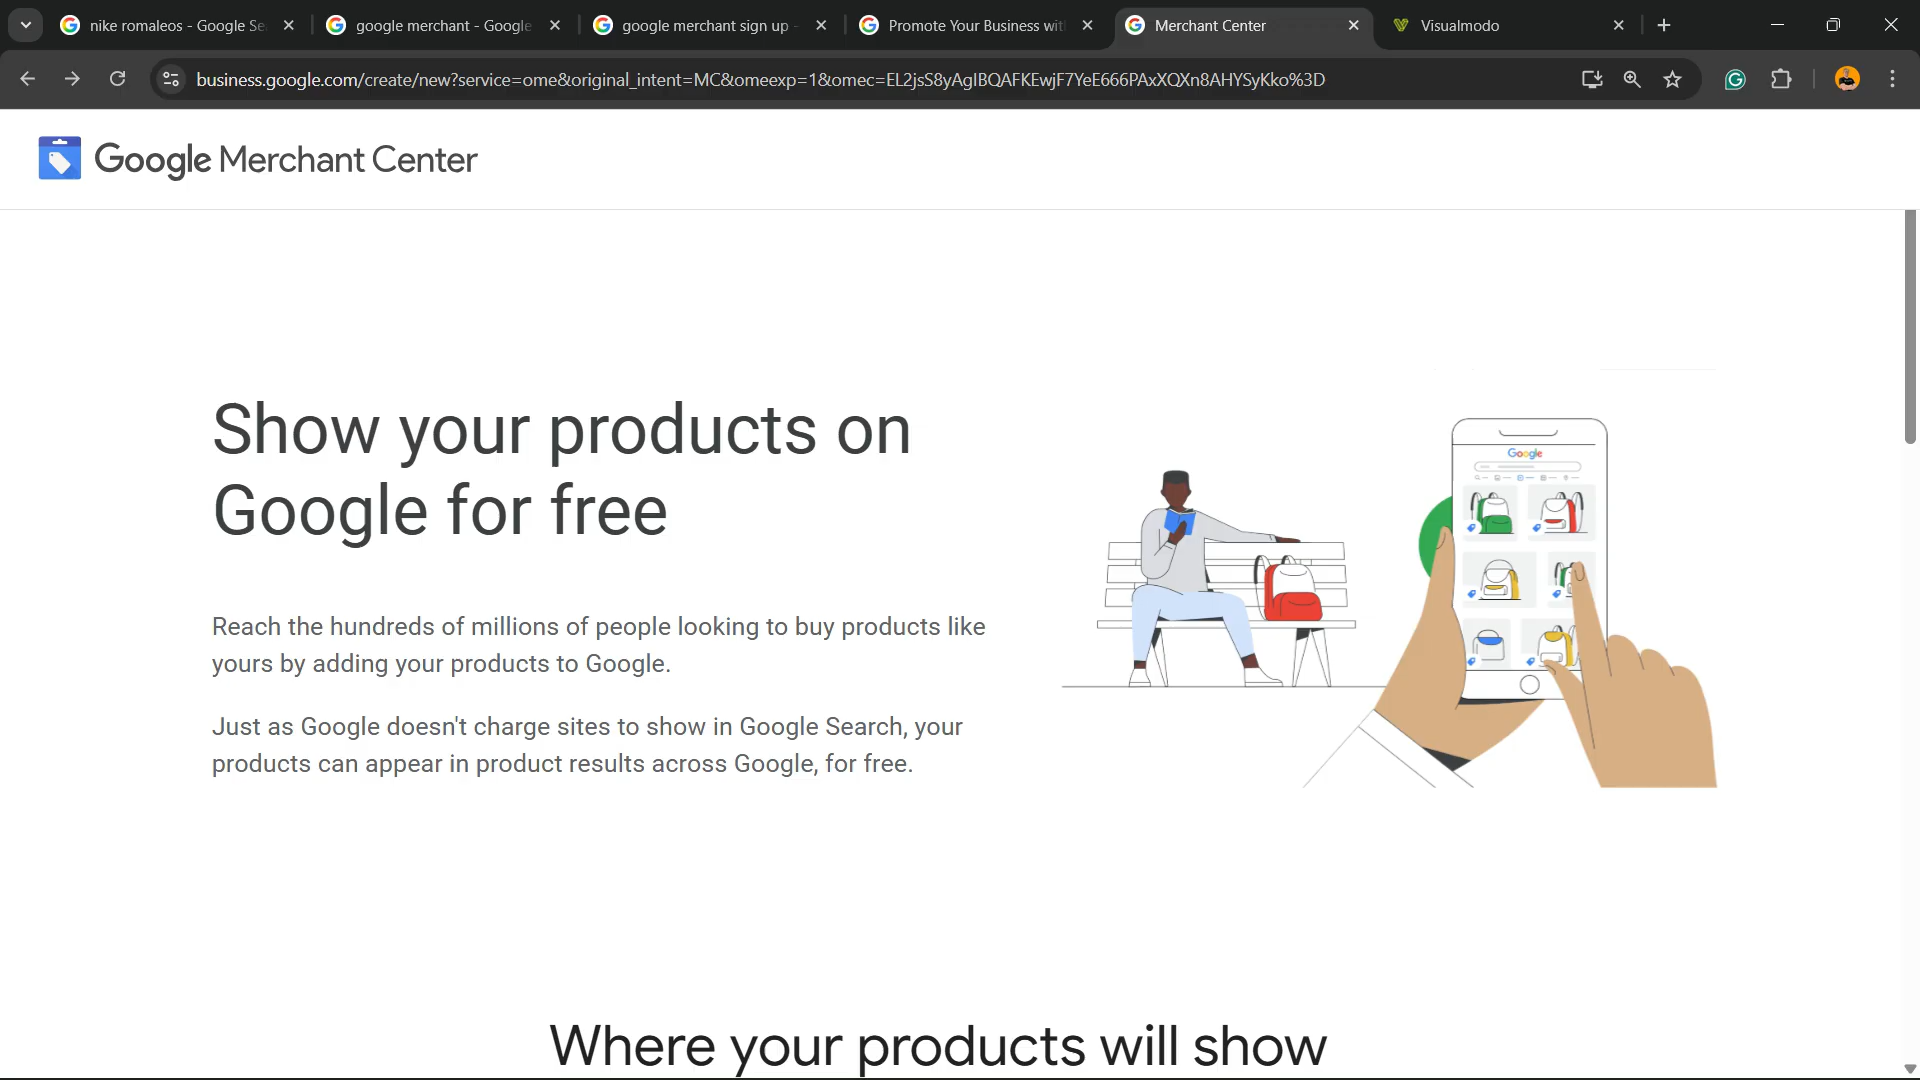 nike romaleos - Google Se
google merchant - Google
google merchant sign up -
Promote Your Business wit
Merchant Center
Visualmodo
business.google.com/create/new?service=ome&original_intent=MC&omeexp=1&omec=EL2jsS8yAgIBQAFKEwjF7YeE666PAxXQXn8AHYSyKko%3D
Google Merchant Center
Show your products on
Google for free
Google
Reach the hundreds of millions of people looking to buy products like
yours by adding your products to Google.
Just as Google doesn't charge sites to show in Google Search, your
products can appear in product results across Google, for free.
Where your products will show